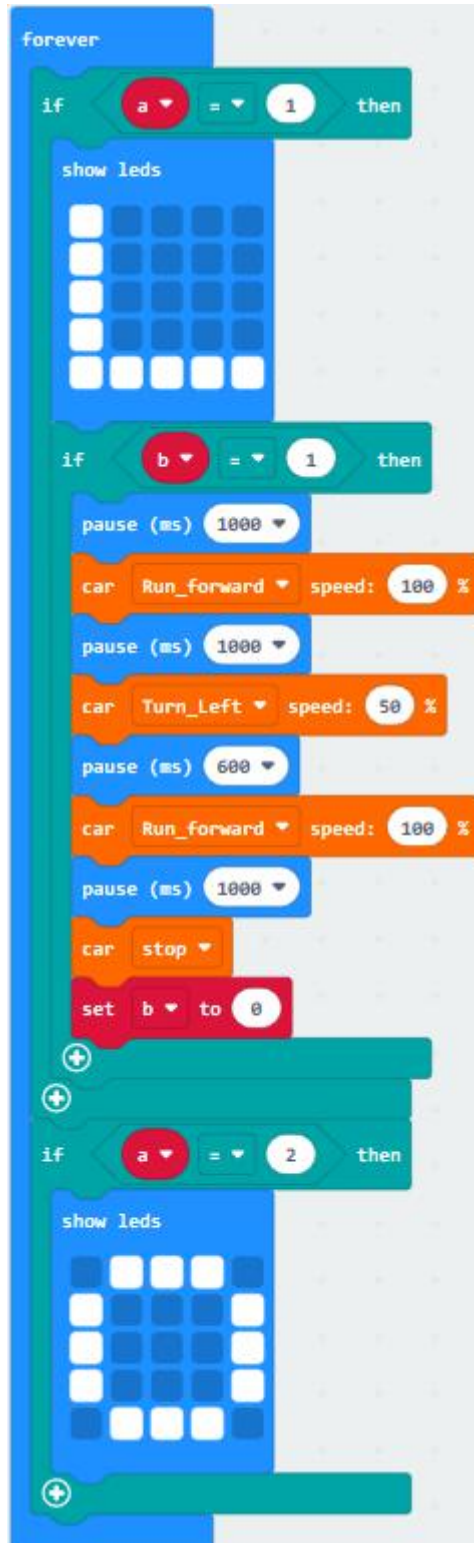 forever
if a = 1 then
show leds
if b = 1 then
pause (ms) 1000
car Run_forward speed: 100 %
pause (ms) 1000
car Turn_Left speed: 50 %
pause (ms) 600
car Run_forward speed: 100 %
pause (ms) 1000
car stop
set b to 0
if a = 2 then
show leds